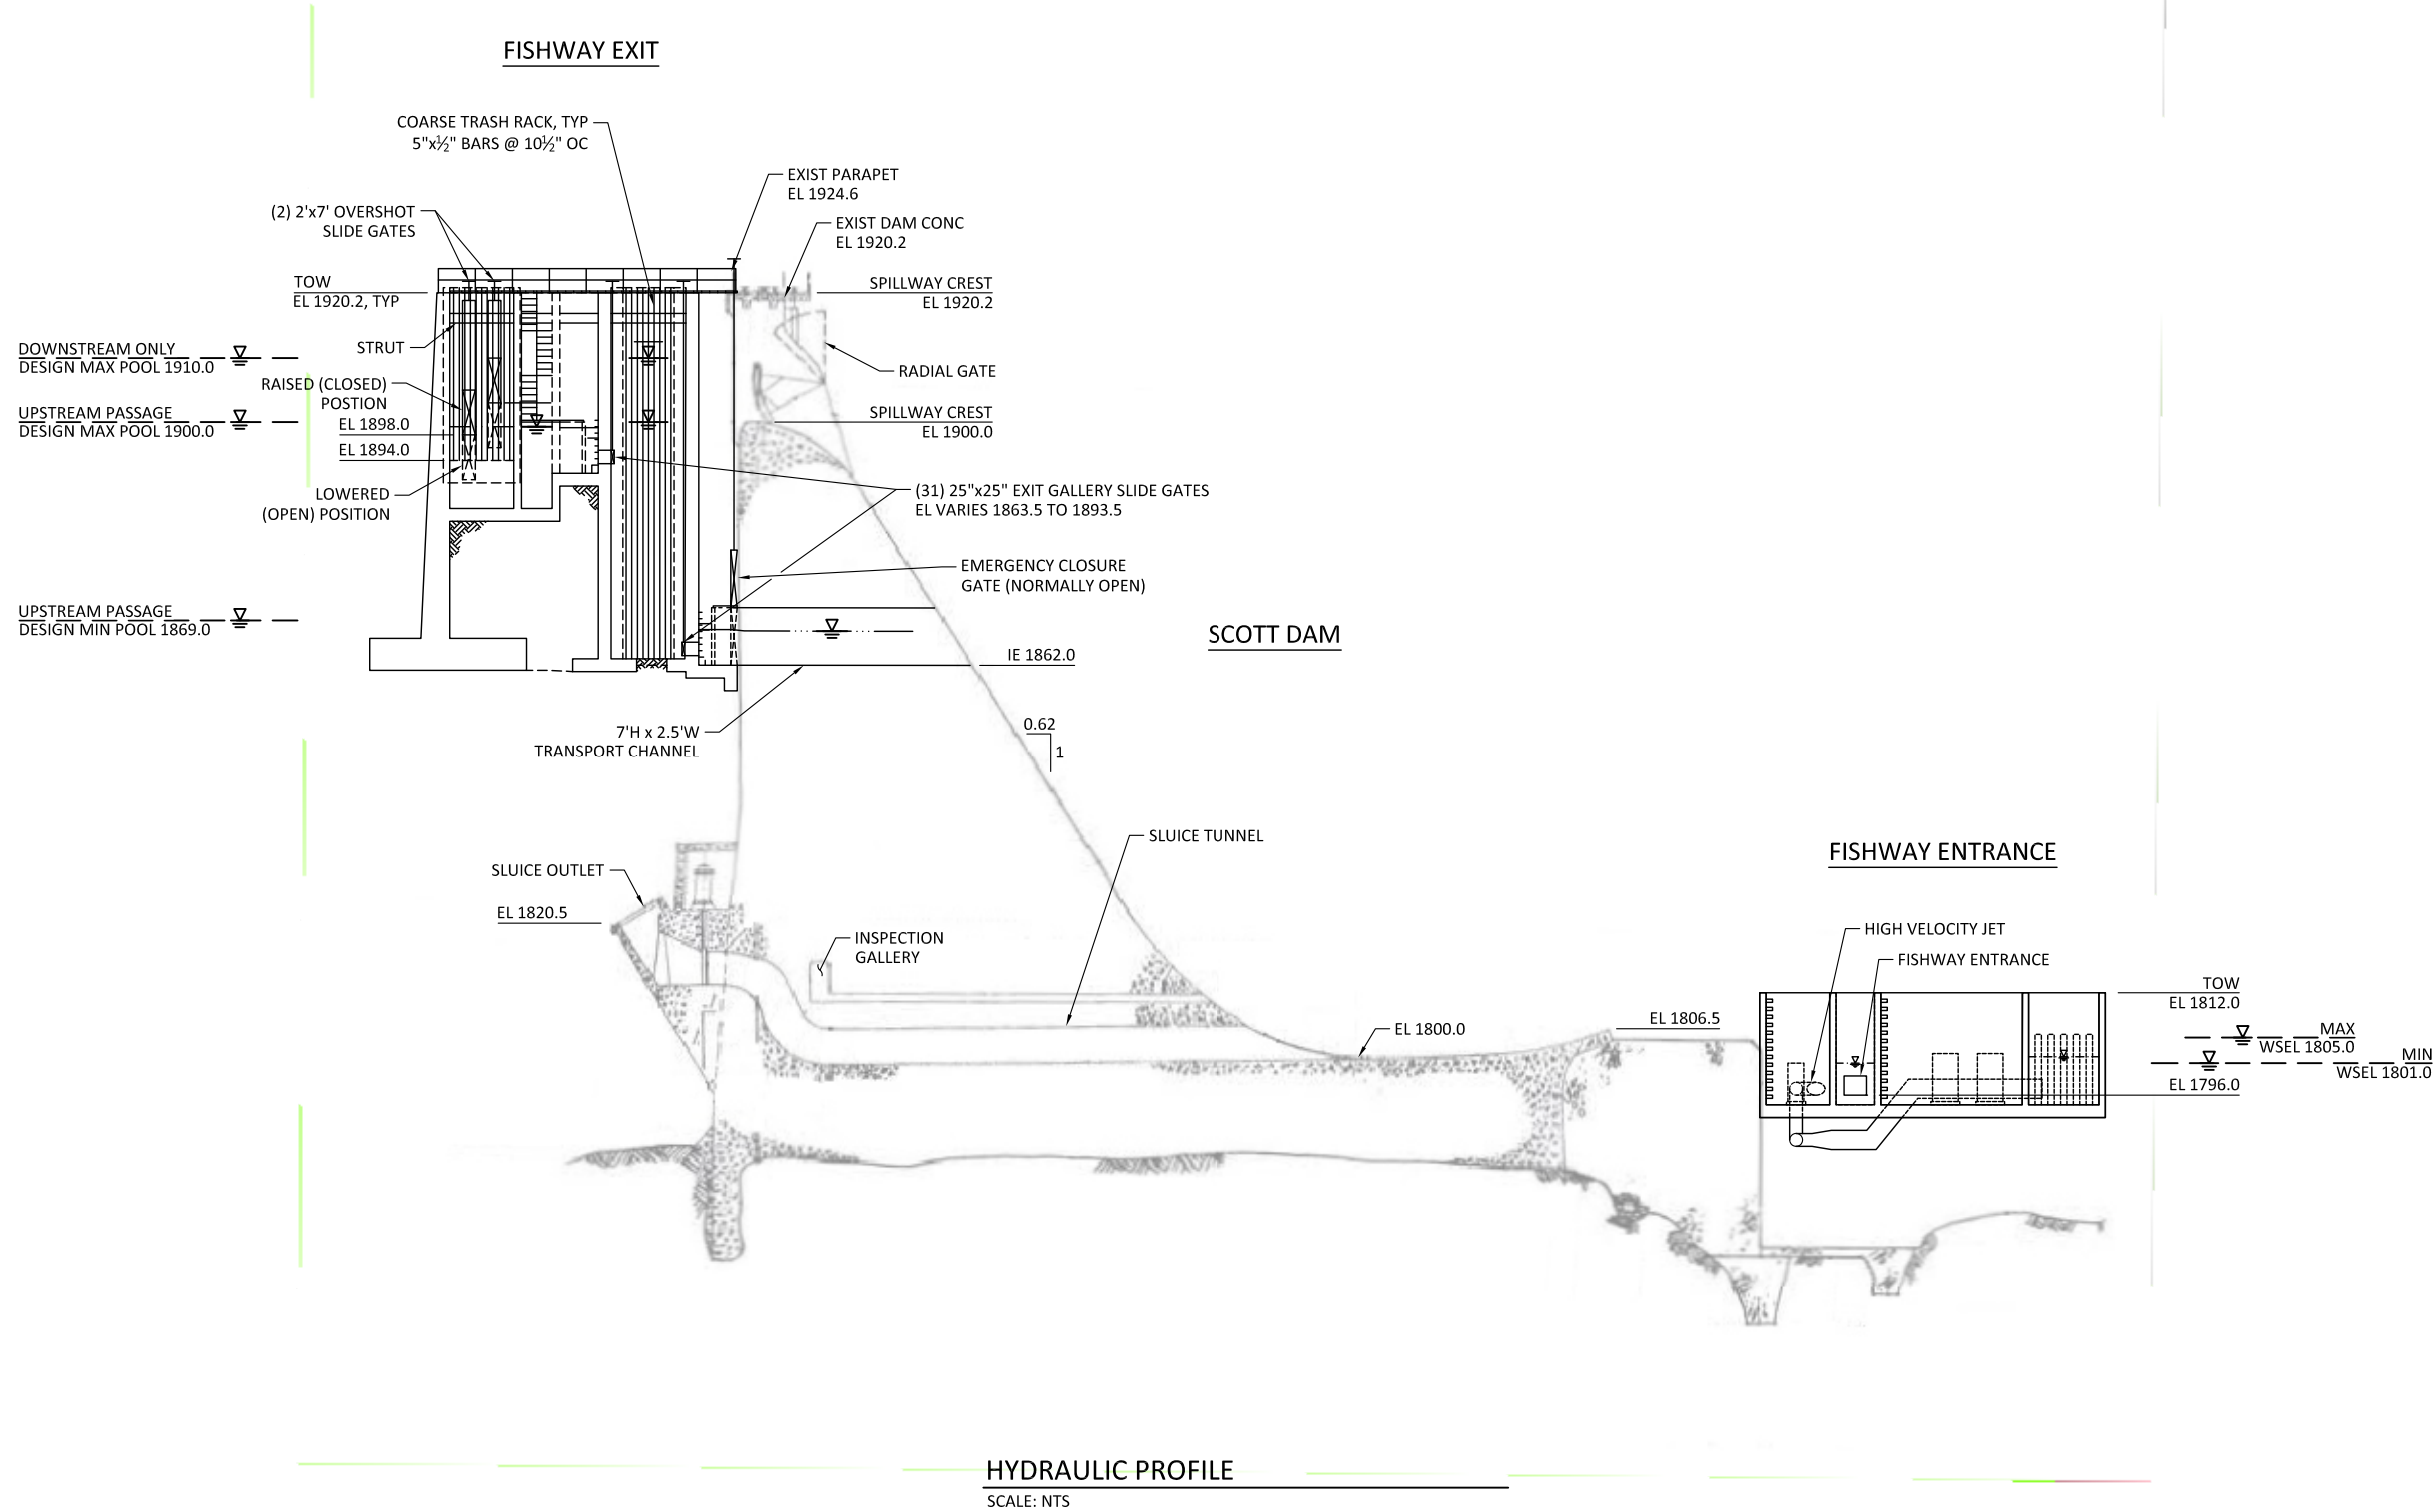 FISHWAY EXIT
COARSE TRASH RACK, TYP
5"x½" BARS @ 10½" OC
EXIST PARAPET
EL 1924.6
(2) 2'x7' OVERSHOT
SLIDE GATES
EXIST DAM CONC
EL 1920.2
TOW
EL 1920.2, TYP
SPILLWAY CREST
EL 1920.2
STRUT
DOWNSTREAM ONLY
DESIGN MAX POOL 1910.0
RAISED (CLOSED)
POSTION
RADIAL GATE
UPSTREAM PASSAGE
DESIGN MAX POOL 1900.0
EL 1898.0
EL 1894.0
SPILLWAY CREST
EL 1900.0
LOWERED
(OPEN) POSITION
(31) 25"x25" EXIT GALLERY SLIDE GATES
EL VARIES 1863.5 TO 1893.5
EMERGENCY CLOSURE
GATE (NORMALLY OPEN)
UPSTREAM PASSAGE
DESIGN MIN POOL 1869.0
SCOTT DAM
IE 1862.0
7'H x 2.5'W
TRANSPORT CHANNEL
0.62
1
SLUICE TUNNEL
FISHWAY ENTRANCE
SLUICE OUTLET
EL 1820.5
INSPECTION
GALLERY
HIGH VELOCITY JET
FISHWAY ENTRANCE
TOW
EL 1812.0
EL 1806.5
EL 1800.0
MAX
WSEL 1805.0
MIN
WSEL 1801.0
EL 1796.0
HYDRAULIC PROFILE
SCALE: NTS